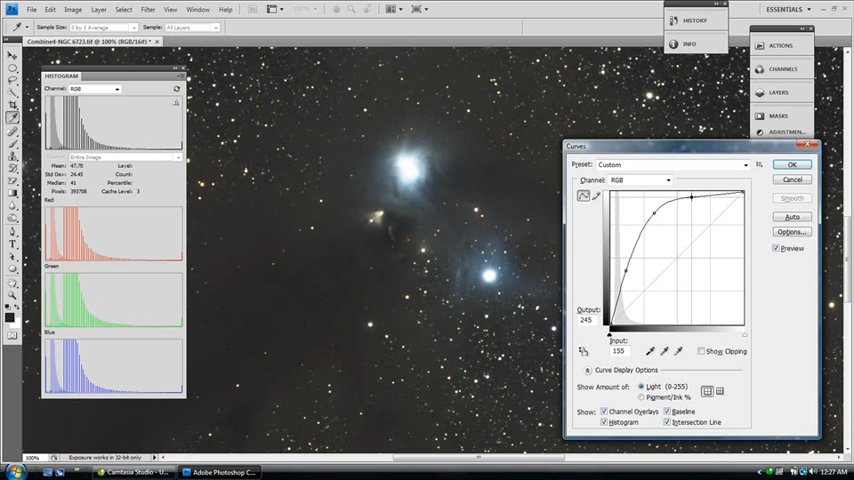 Ps File Edit Image Layer Select Filter View Window Help 100% ESSENTIALS
Sample Size: 3 by 3 Average Sample: All Layers
Combine4-NGC 6723.tif @ 100% (RGB/16#) *
HISTOGRAM
Channel: RGB
Source: Entire Image
Mean: 47.70 Level:
Std Dev: 24.45 Count:
Median: 41 Percentile:
Pixels: 393708 Cache Level: 3
Red
Green
Blue
HISTORY
INFO
ACTIONS
CHANNELS
LAYERS
MASKS
ADJUSTMEN...
Curves
Preset: Custom
OK
Channel: RGB
Cancel
Smooth
Auto
Options...
Preview
Output:
245
Input:
155
Show Clipping
Curve Display Options
Show Amount of: Light (0-255)
Pigment/Ink %
Show: Channel Overlays Baseline
Histogram Intersection Line
100% Exposure works in 32-bit only
Camtasia Studio - U...
Adobe Photoshop C...
12:27 AM